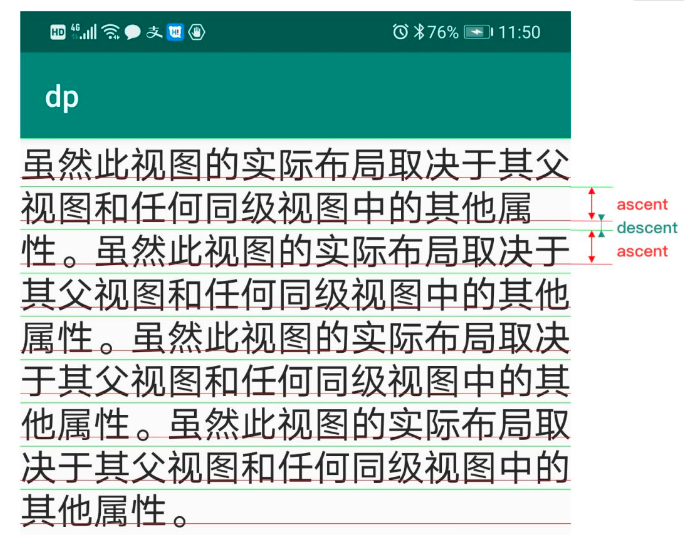 HD 4G 支 H! 76% 11:50
dp
虽然此视图的实际布局取决于其父
视图和任何同级视图中的其他属
ascent
descent
性。虽然此视图的实际布局取决于
ascent
其父视图和任何同级视图中的其他
属性。虽然此视图的实际布局取决
于其父视图和任何同级视图中的其
他属性。虽然此视图的实际布局取
决于其父视图和任何同级视图中的
其他属性。